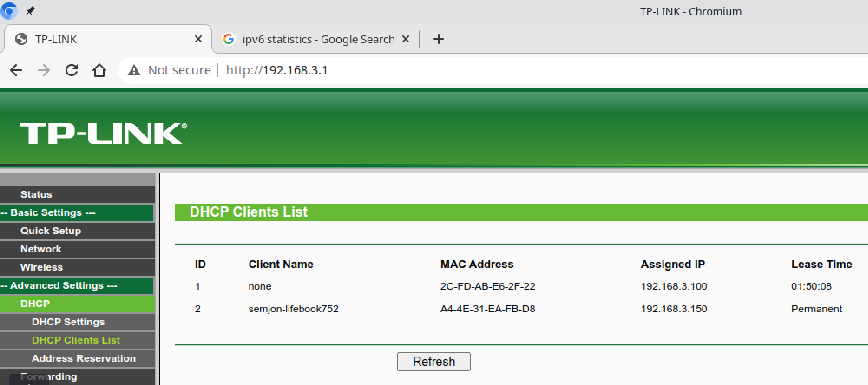 TP-LINK - Chromium
TP-LINK
ipv6 statistics - Google Search
Not secure http://192.168.3.1
TP-LINK®
Status
-- Basic Settings ---
Quick Setup
Network
Wireless
-- Advanced Settings ---
DHCP
DHCP Settings
DHCP Clients List
Address Reservation
Forwarding
DHCP Clients List
ID Client Name MAC Address Assigned IP Lease Time
1 none 2C-FD-AB-E6-2F-22 192.168.3.100 01:50:08
2 semjon-lifebook752 A4-4E-31-EA-FB-D8 192.168.3.150 Permanent
Refresh